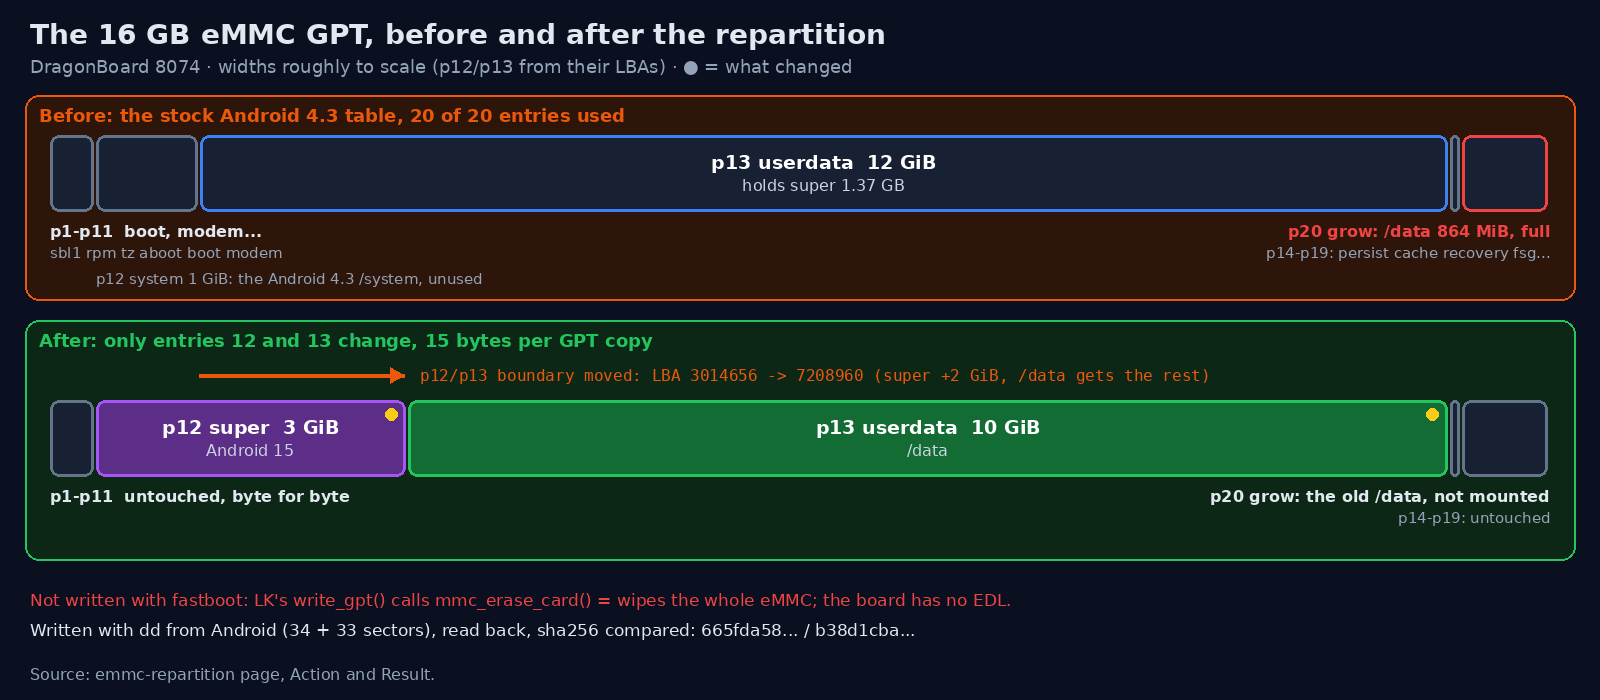 The 16 GB eMMC GPT, before and after the repartition
DragonBoard 8074 · widths roughly to scale (p12/p13 from their LBAs) · ● = what changed
Before: the stock Android 4.3 table, 20 of 20 entries used
p13 userdata  12 GiB
holds super 1.37 GB
p1-p11  boot, modem...
p20 grow: /data 864 MiB, full
sbl1 rpm tz aboot boot modem
p14-p19: persist cache recovery fsg...
p12 system 1 GiB: the Android 4.3 /system, unused
After: only entries 12 and 13 change, 15 bytes per GPT copy
p12/p13 boundary moved: LBA 3014656 -> 7208960 (super +2 GiB, /data gets the rest)
p12 super  3 GiB
Android 15
p13 userdata  10 GiB
/data
p1-p11  untouched, byte for byte
p20 grow: the old /data, not mounted
p14-p19: untouched
Not written with fastboot: LK's write_gpt() calls mmc_erase_card() = wipes the whole eMMC; the board has no EDL.
Written with dd from Android (34 + 33 sectors), read back, sha256 compared: 665fda58... / b38d1cba...
Source: emmc-repartition page, Action and Result.